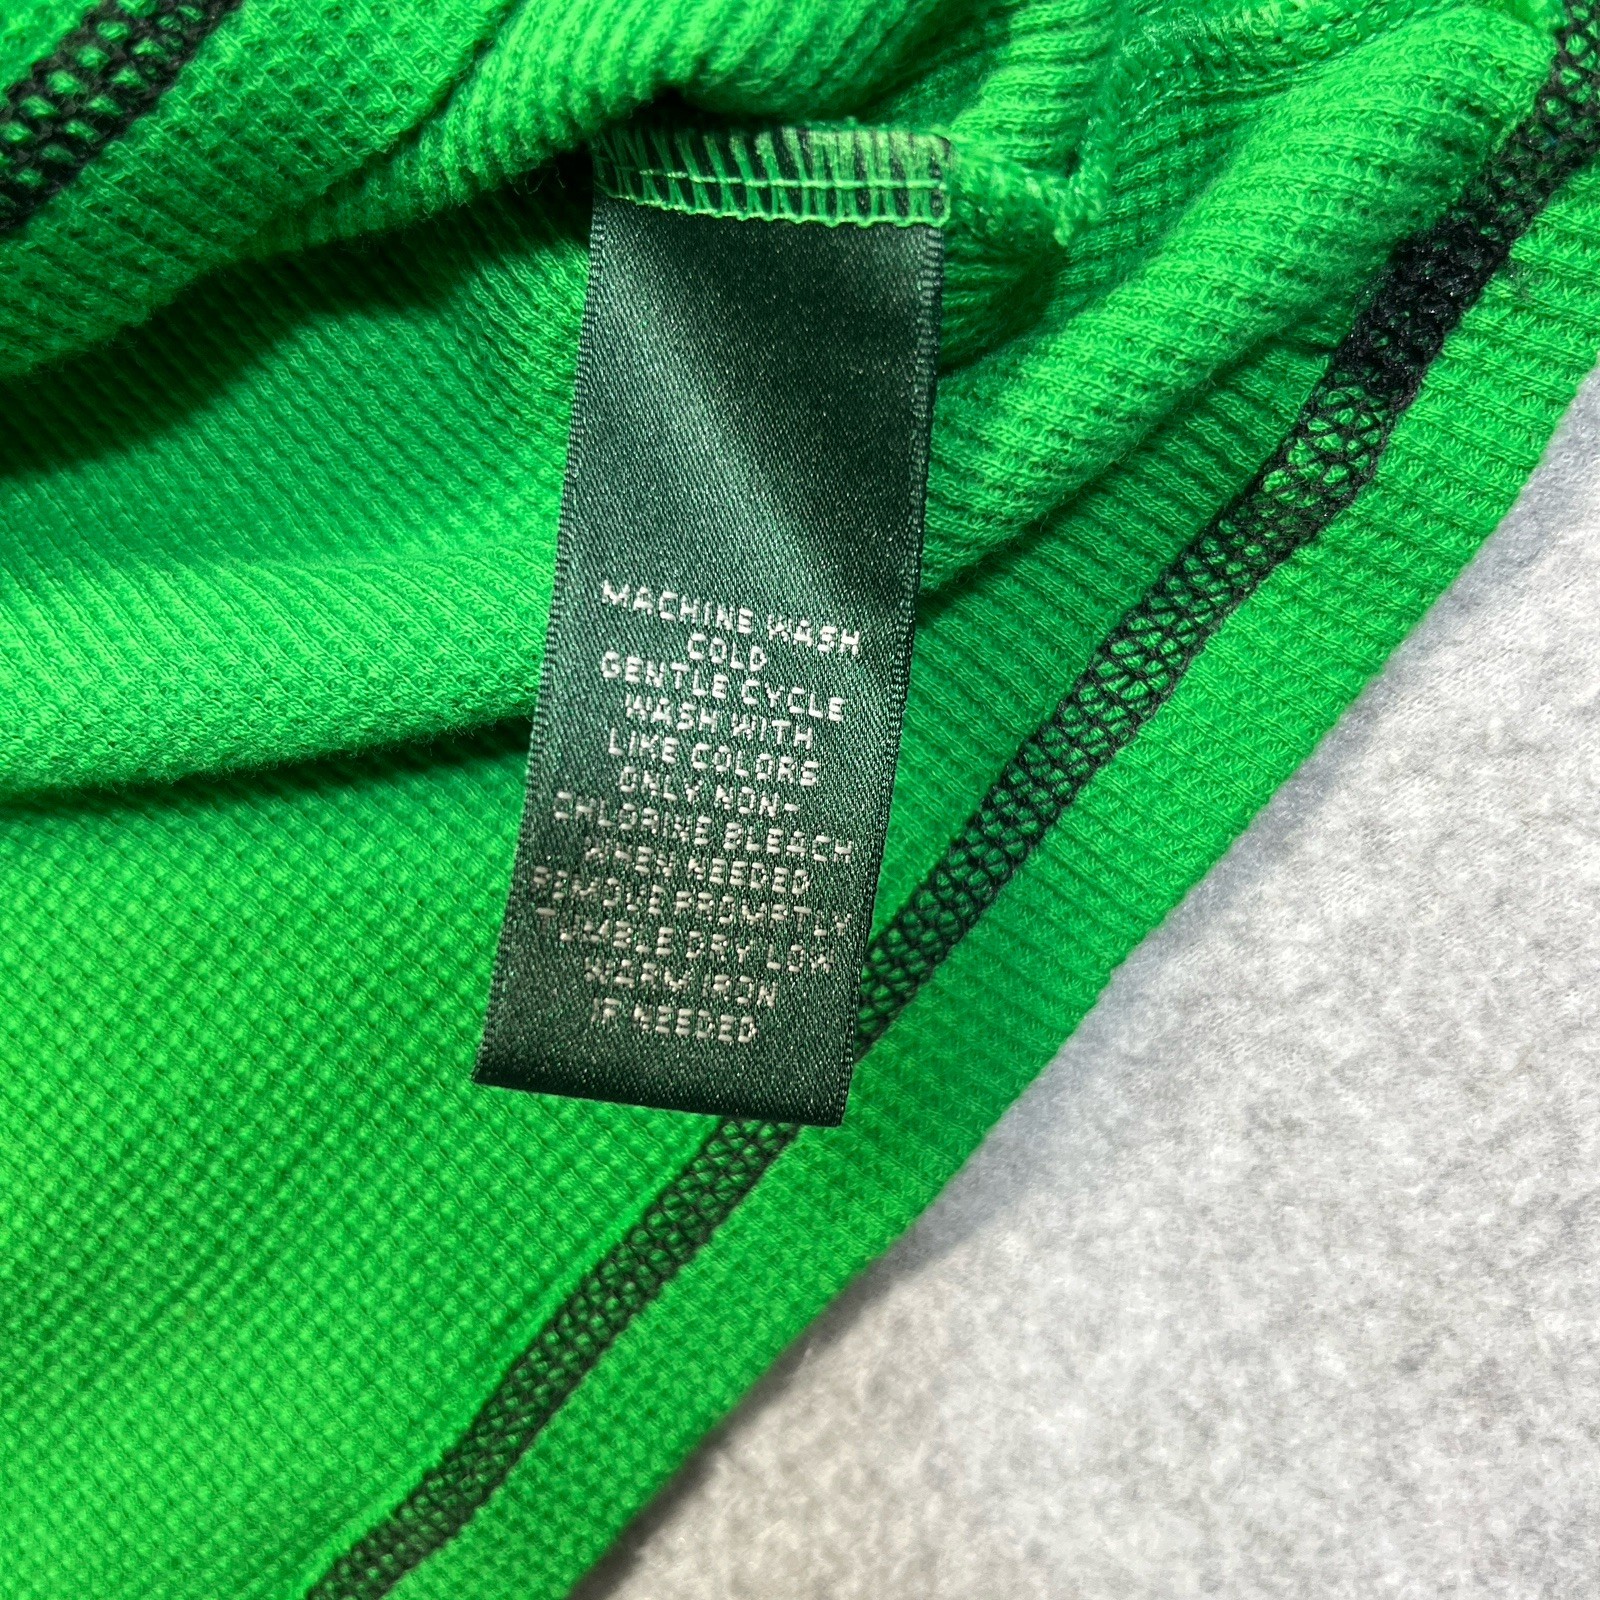 MACHINE WASH
COLD
GENTLE CYCLE
WASH WITH
LIKE COLORS
ONLY NON-
CHLORINE BLEACH
WHEN NEEDED
REMOVE PROMPTLY
TUMBLE DRY LOW
WARM IRON
IF NEEDED